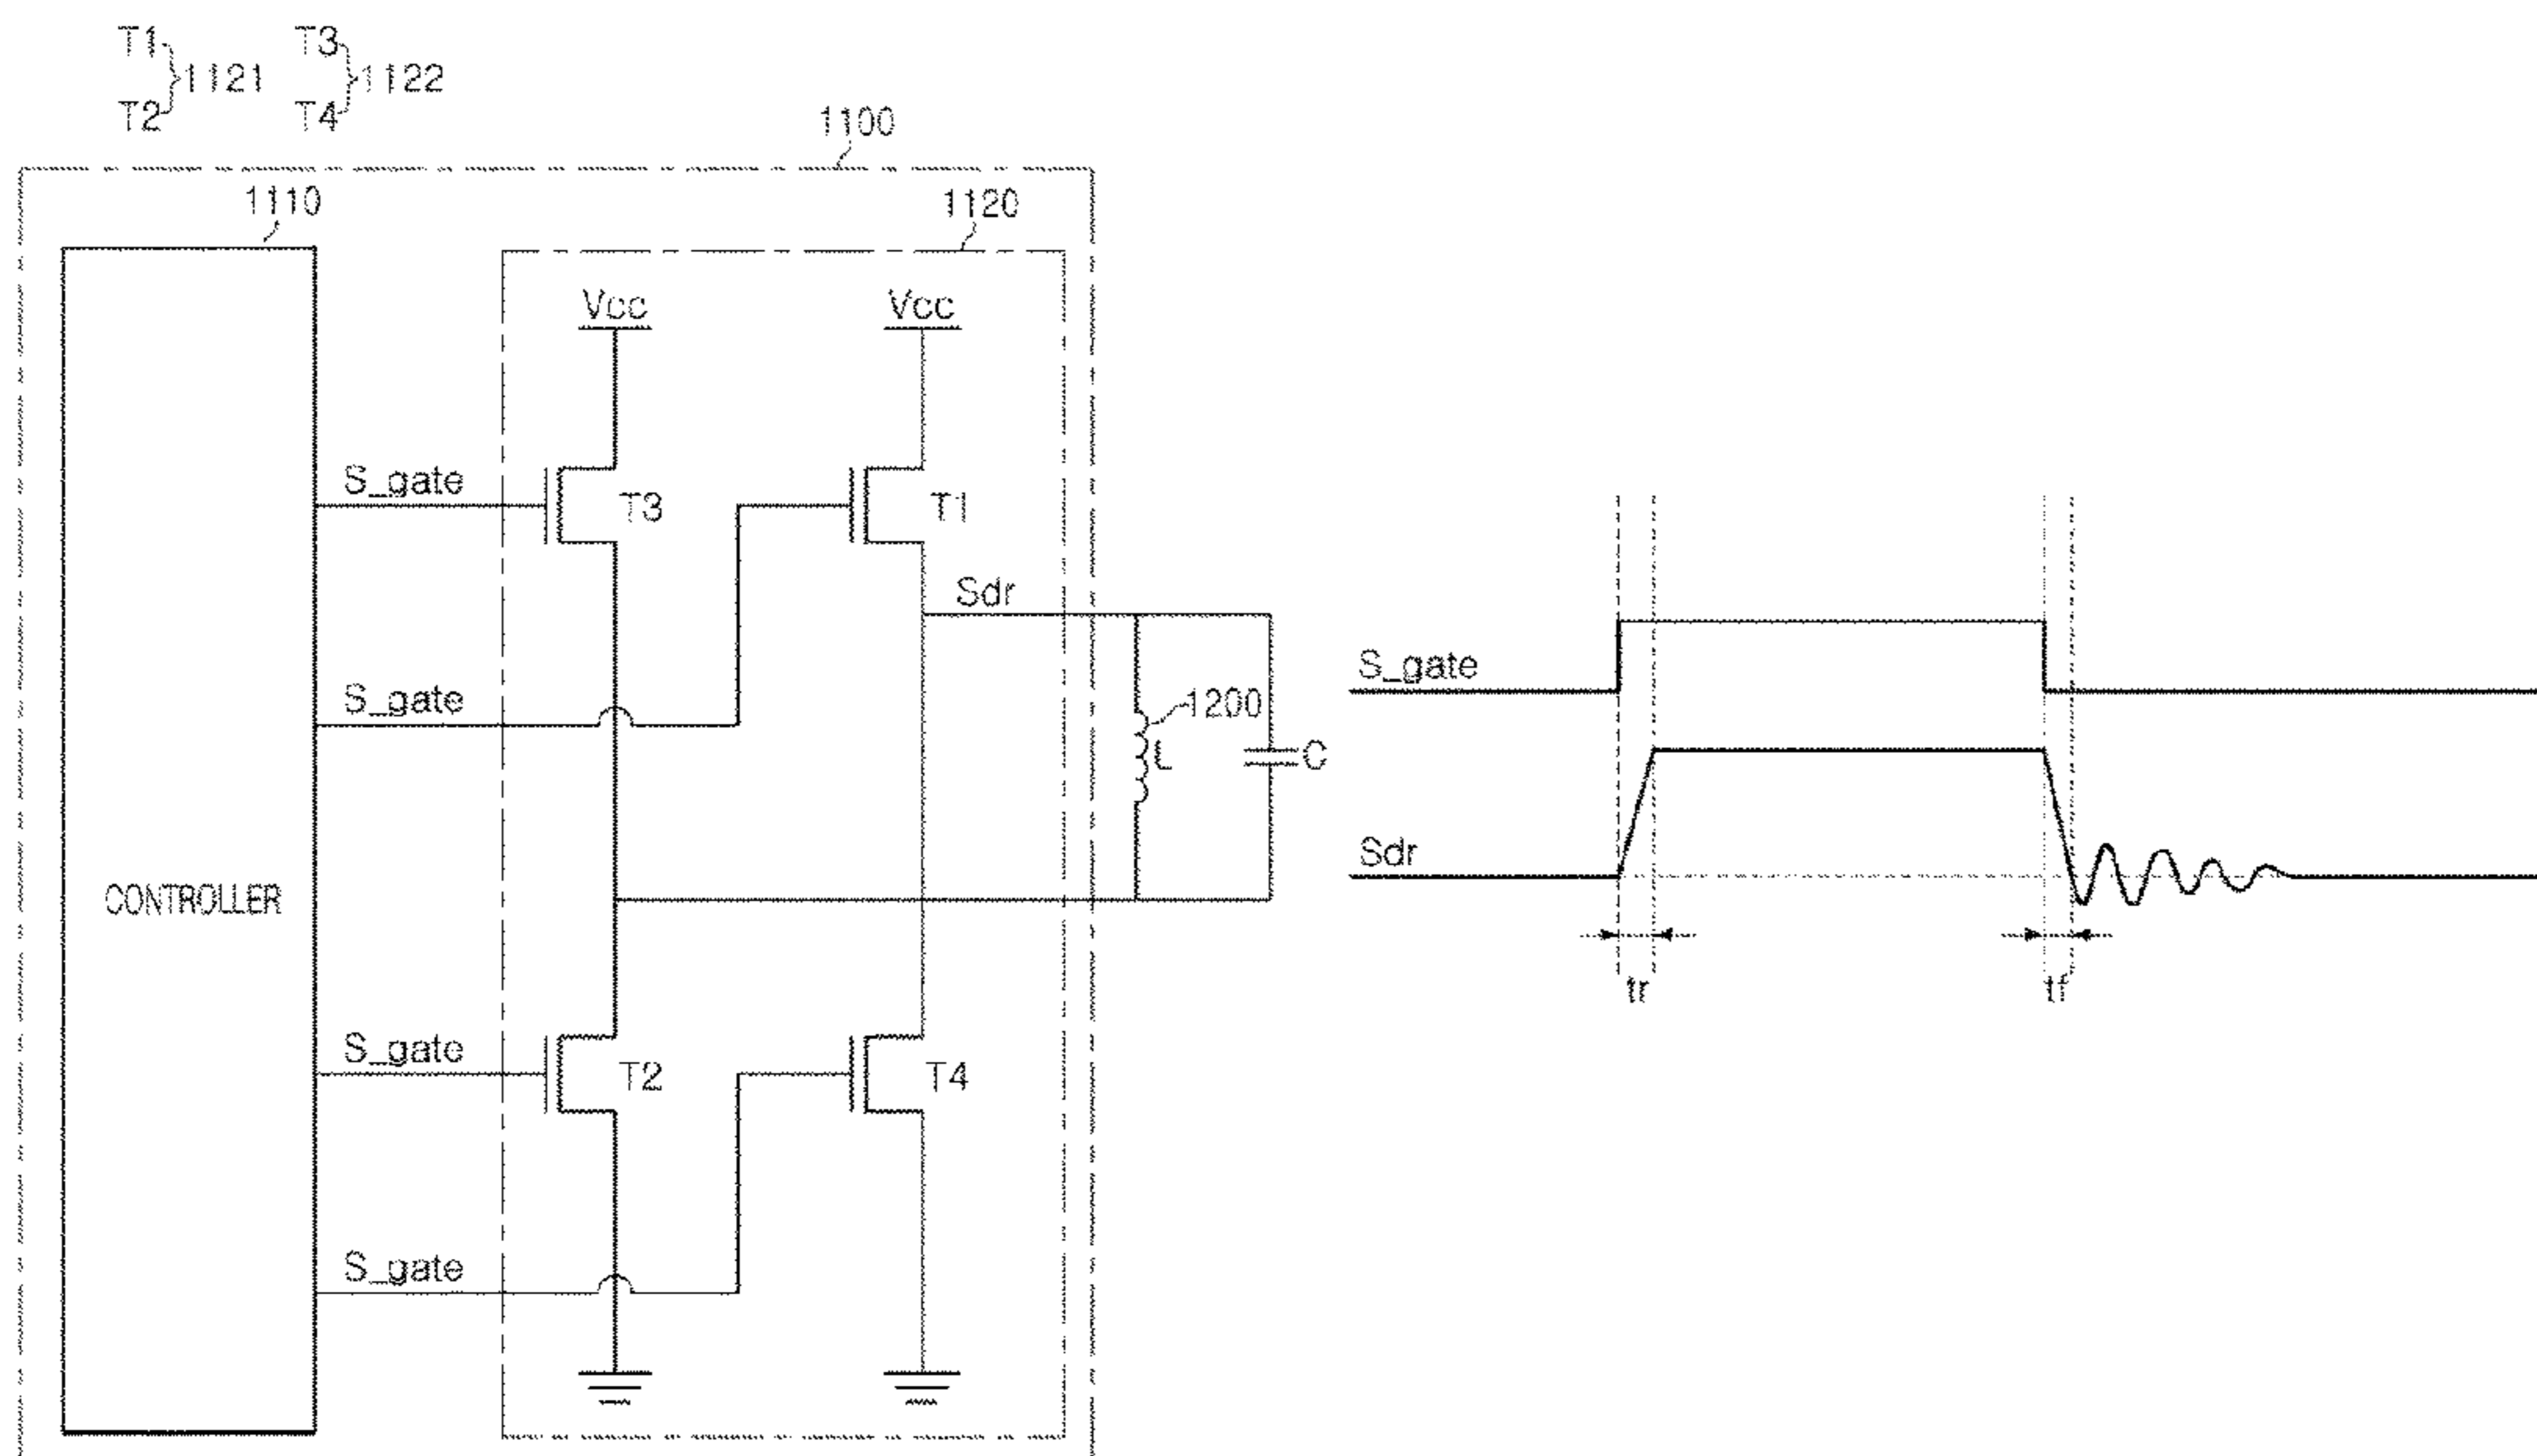 T1 T3
1121 1122
T2 T4
1100
1110 1120
Vcc Vcc
S_gate T3 T1
Sdr
S_gate
1200
L C
CONTROLLER
S_gate T2 T4
S_gate
S_gate
Sdr
tr tf